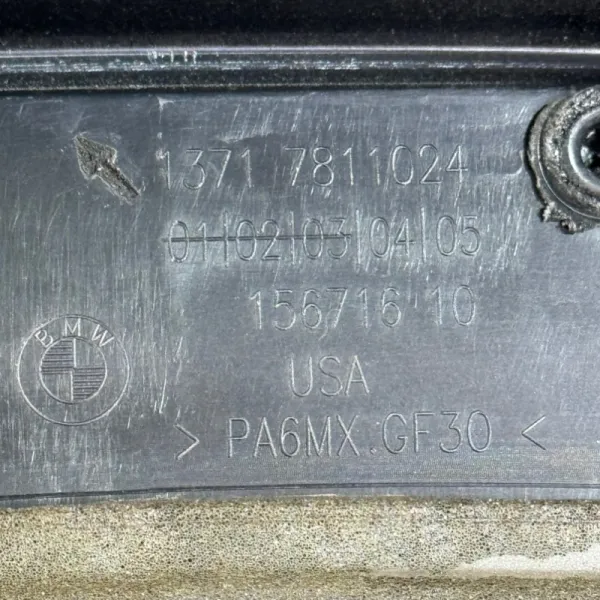 1371 7811024
01|02|03|04|05
156716 10
BMW
USA
> PA6MX.GF30 <